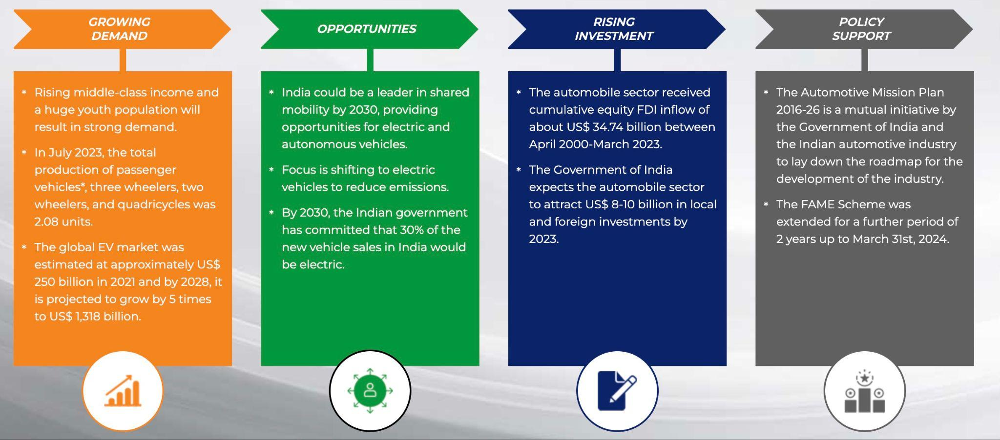 GROWING
DEMAND
* Rising middle-class income and
a huge youth population will
result in strong demand.
* In July 2023, the total
production of passenger
vehicles*, three wheelers, two
wheelers, and quadricycles was
2.08 units.
* The global EV market was
estimated at approximately US$
250 billion in 2021 and by 2028, it
is projected to grow by 5 times
to US$ 1,318 billion.
OPPORTUNITIES
* India could be a leader in shared
mobility by 2030, providing
opportunities for electric and
autonomous vehicles.
* Focus is shifting to electric
vehicles to reduce emissions.
* By 2030, the Indian government
has committed that 30% of the
new vehicle sales in India would
be electric.
RISING
INVESTMENT
* The automobile sector received
cumulative equity FDI inflow of
about US$ 34.74 billion between
April 2000-March 2023.
* The Government of India
expects the automobile sector
to attract US$ 8-10 billion in local
and foreign investments by
2023.
POLICY
SUPPORT
* The Automotive Mission Plan
2016-26 is a mutual initiative by
the Government of India and
the Indian automotive industry
to lay down the roadmap for the
development of the industry.
* The FAME Scheme was
extended for a further period of
2 years up to March 31st, 2024.